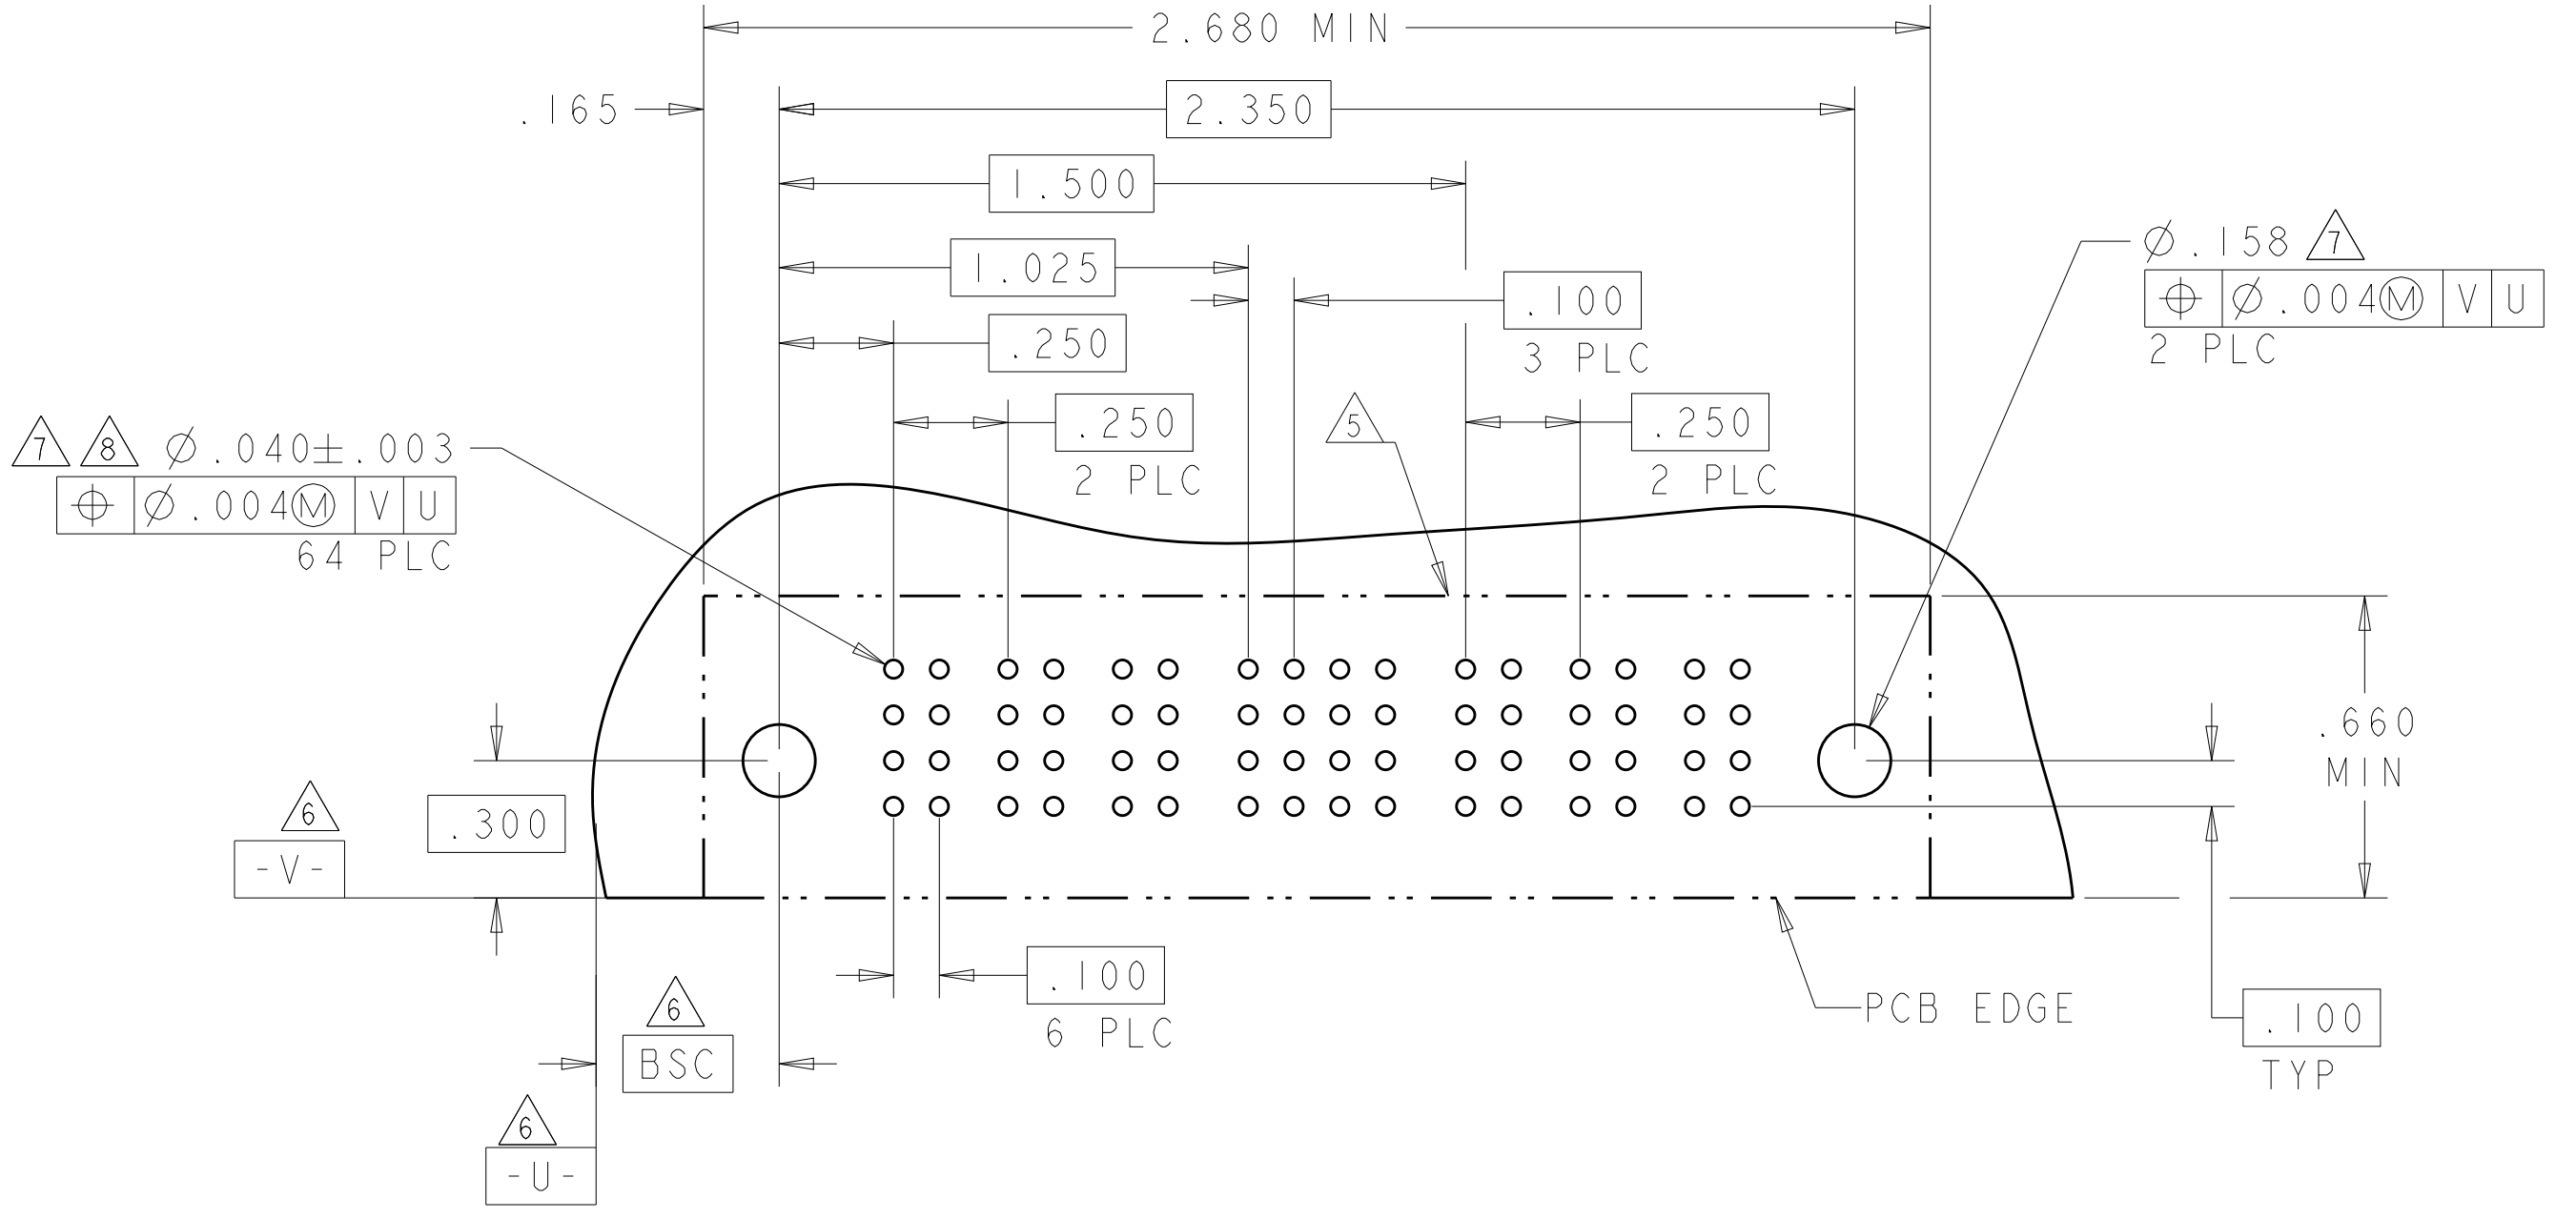 2.680 MIN
.165
2.350
1.500
1.025
.100
3 PLC
.250
⌀.158 7
⌖ ⌀.004Ⓜ V U
2 PLC
.250
2 PLC
5
.250
2 PLC
7 8 ⌀.040±.003
⌖ ⌀.004Ⓜ V U
64 PLC
.660
MIN
6
-V-
.300
.100
6 PLC
PCB EDGE
.100
TYP
6
BSC
6
-U-